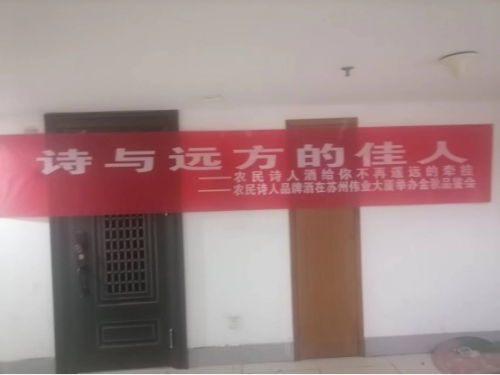 诗与远方的佳人
——农民诗人酒给你不再遥远的牵挂
——农民诗人品牌酒在苏州伟业大厦举办金秋品鉴会